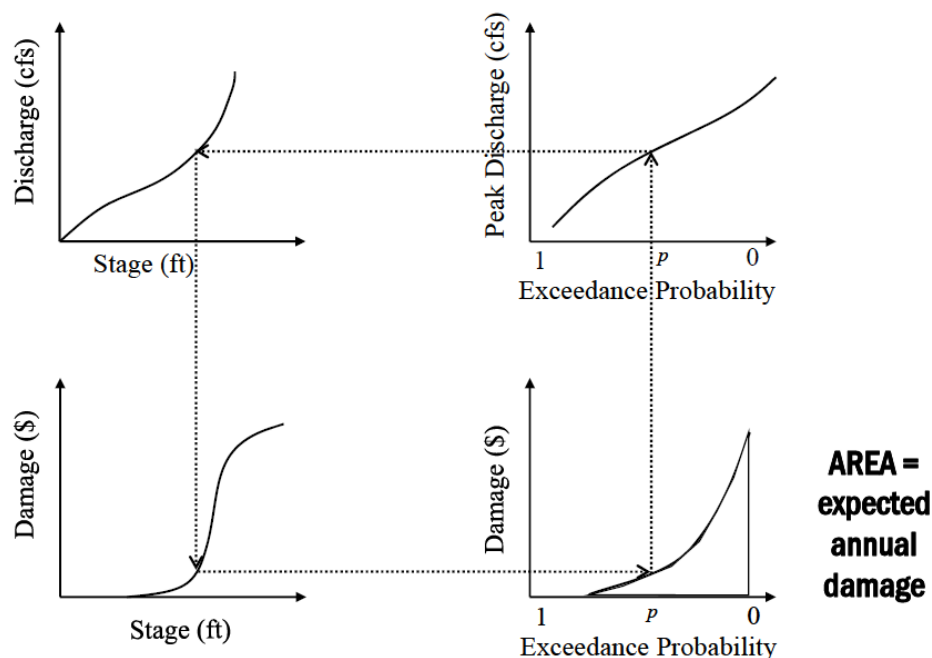 Discharge (cfs)
Stage (ft)
Peak Discharge (cfs)
1
p
0
Exceedance Probability
Damage ($)
Stage (ft)
Damage ($)
1
p
0
Exceedance Probability
AREA =
expected
annual
damage